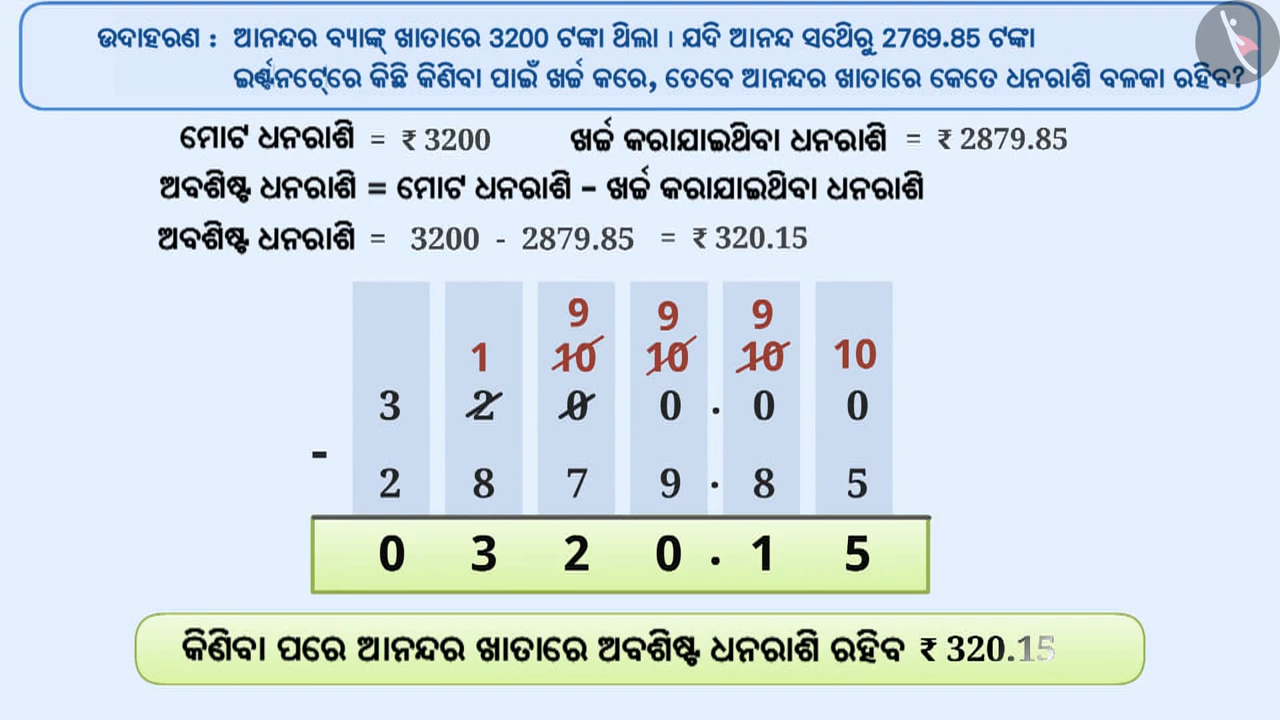 ଉଦାହରଣ : ଆନନ୍ଦର ବ୍ୟାଙ୍କ୍ ଖାତାରେ 3200 ଟଙ୍କା ଥିଲା । ଯଦି ଆନନ୍ଦ ସେଥିରୁ 2769.85 ଟଙ୍କା
ଇର୍ଣ୍ଟନଟ୍ରେେ କିଛି କିଣିବା ପାଇଁ ଖର୍ଚ୍ଚ କରେ, ତେବେ ଆନନ୍ଦର ଖାତାରେ କେତେ ଧନରାଶି ବଳକା ରହିବ?
ମୋଟ ଧନରାଶି = ₹ 3200 ଖର୍ଚ୍ଚ କରାଯାଇଥିବା ଧନରାଶି = ₹ 2879.85
ଅବଶିଷ୍ଟ ଧନରାଶି = ମୋଟ ଧନରାଶି – ଖର୍ଚ୍ଚ କରାଯାଇଥିବା ଧନରାଶି
ଅବଶିଷ୍ଟ ଧନରାଶି = 3200 - 2879.85 = ₹ 320.15
9 9 9
1 10 10 10 10
3 2 0 0 . 0 0
- 2 8 7 9 . 8 5
0 3 2 0 . 1 5
କିଣିବା ପରେ ଆନନ୍ଦର ଖାତାରେ ଅବଶିଷ୍ଟ ଧନରାଶି ରହିବ ₹ 320.15